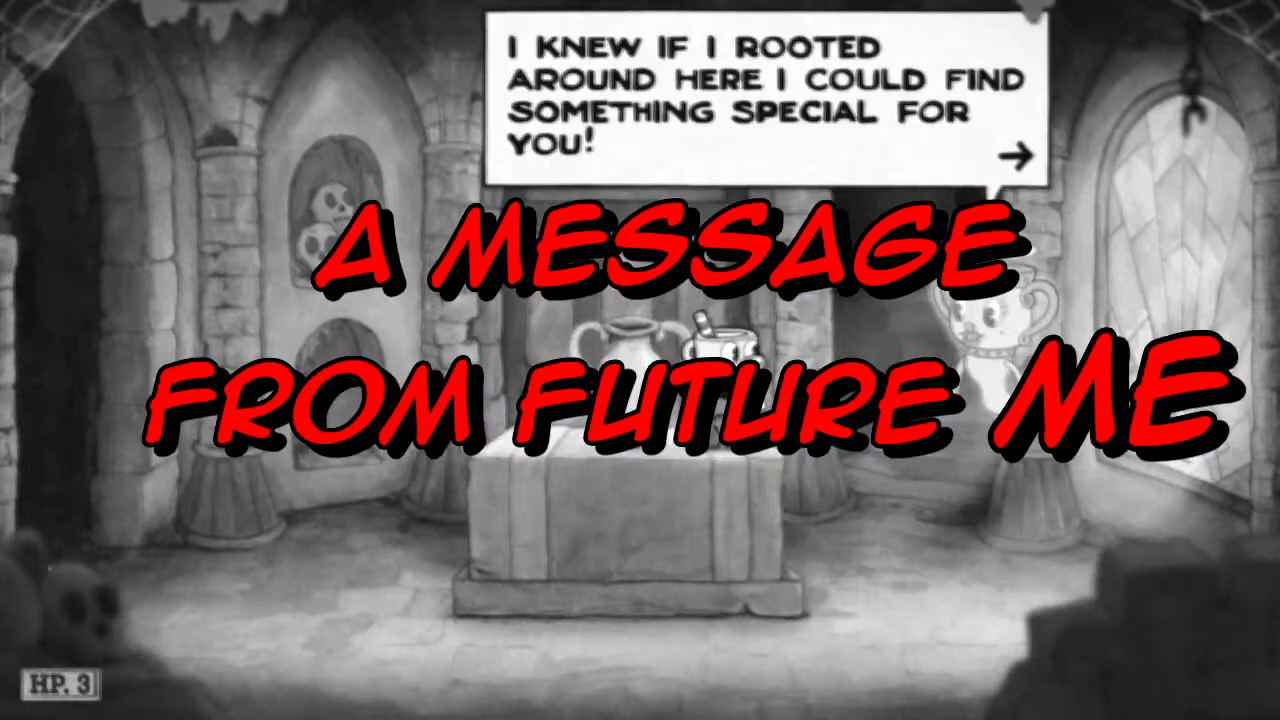 I KNEW IF I ROOTED
AROUND HERE I COULD FIND
SOMETHING SPECIAL FOR
YOU!
A MESSAGE
FROM FUTURE ME
HP. 3